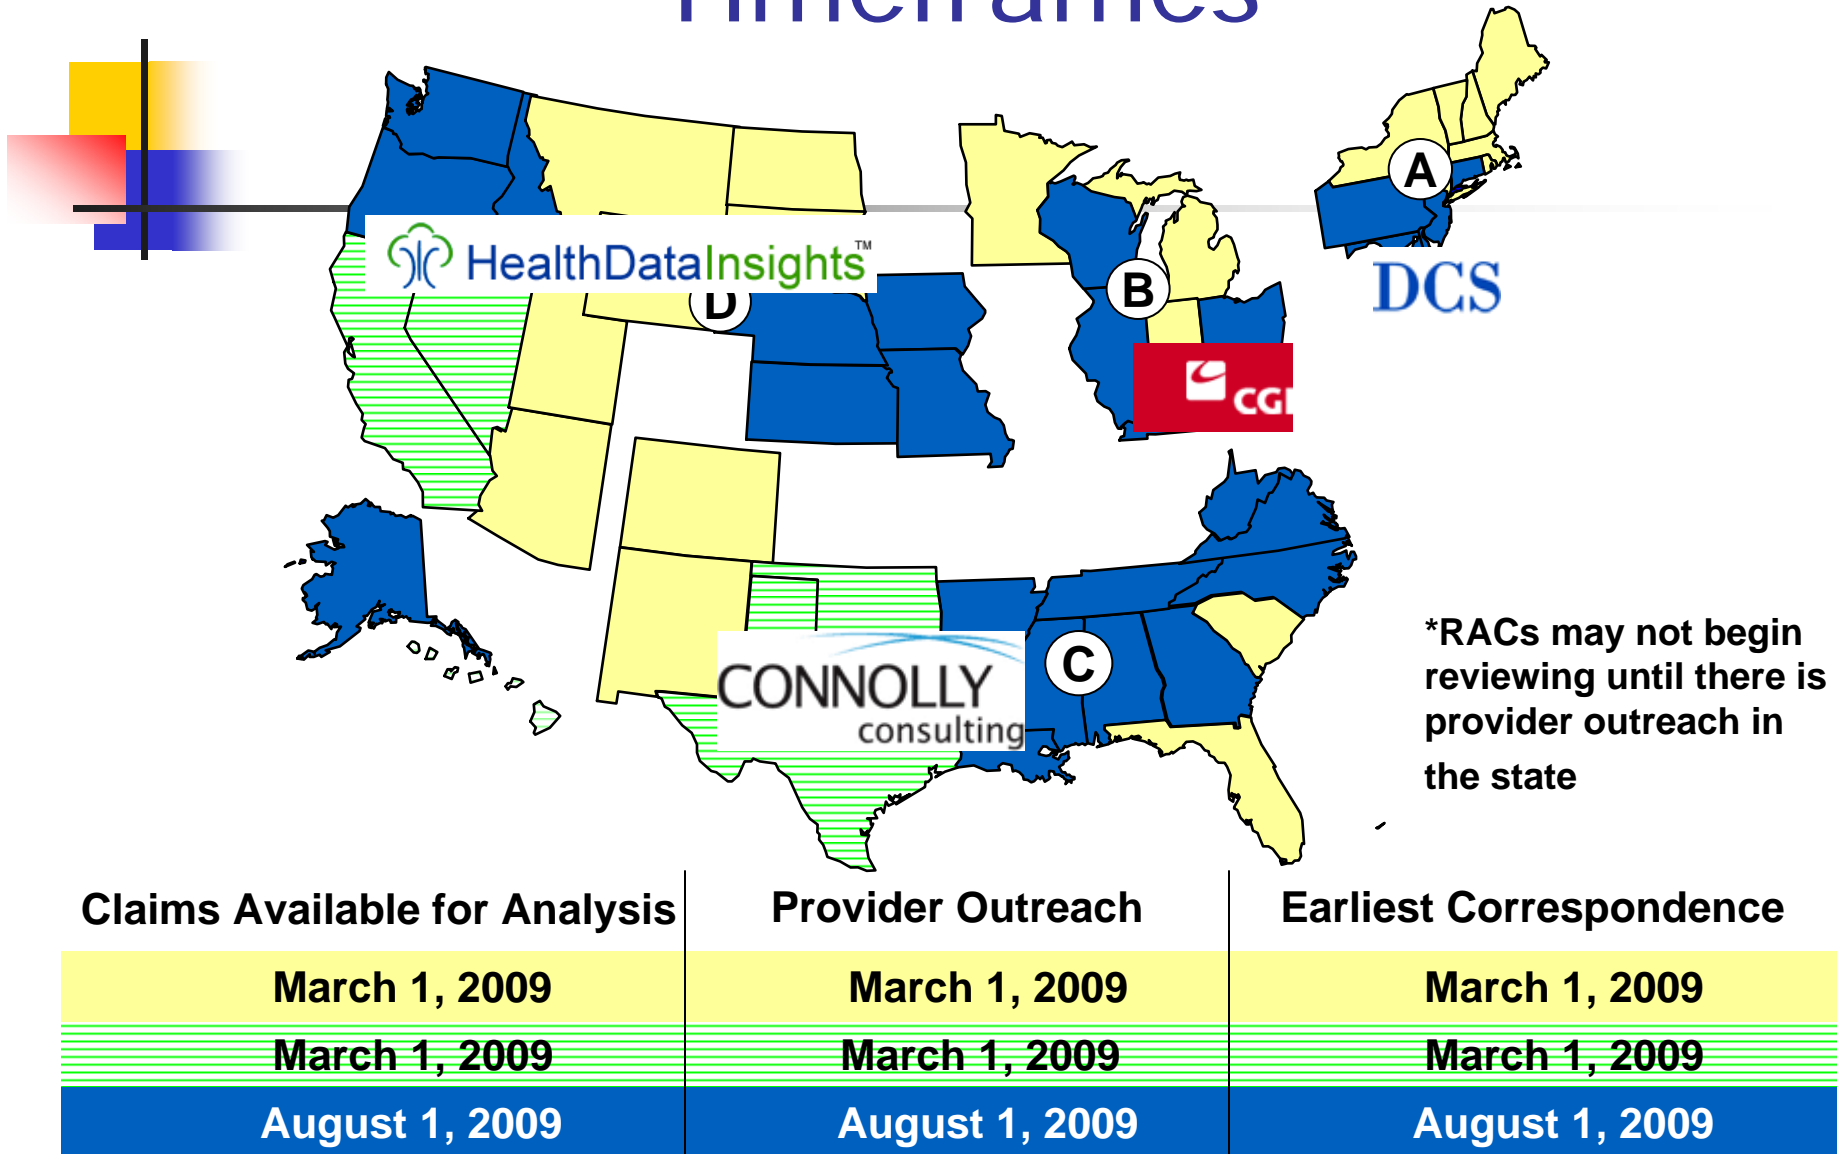 Timeframes
A
HealthDataInsights™
B
DCS
D
CGI
*RACs may not begin
reviewing until there is
provider outreach in
the state
CONNOLLY
consulting
C
Claims Available for Analysis Provider Outreach Earliest Correspondence
March 1, 2009 March 1, 2009 March 1, 2009
March 1, 2009 March 1, 2009 March 1, 2009
August 1, 2009 August 1, 2009 August 1, 2009